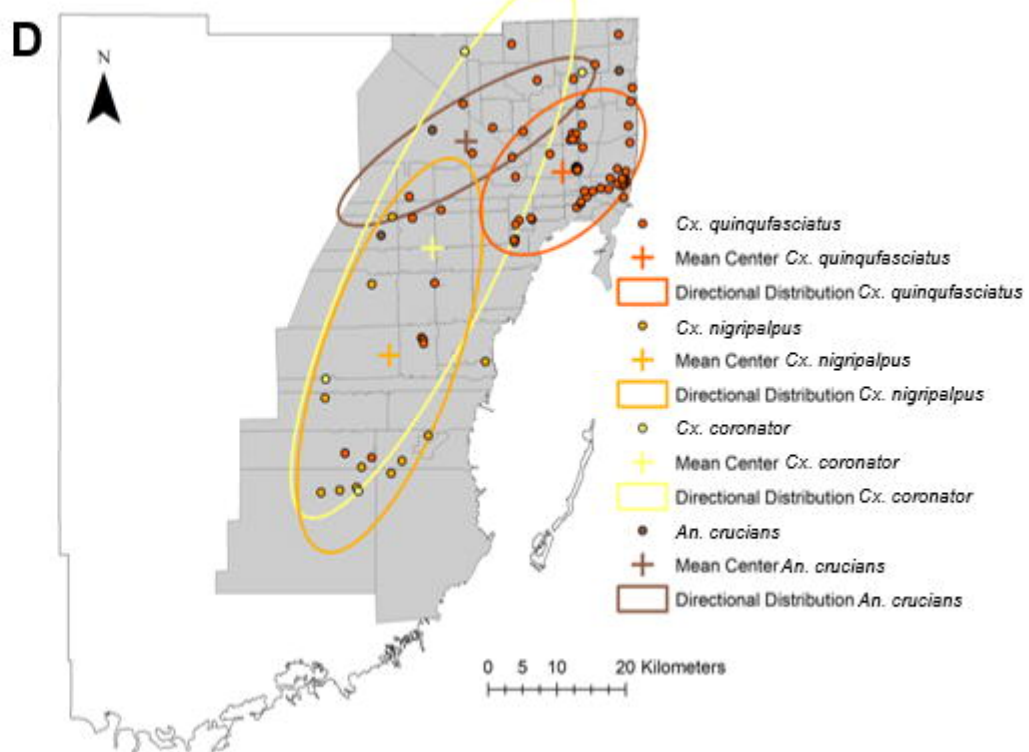 D
N
Cx. quinqufasciatus
Mean Center Cx. quinqufasciatus
Directional Distribution Cx. quinqufasciatus
Cx. nigripalpus
Mean Center Cx. nigripalpus
Directional Distribution Cx. nigripalpus
Cx. coronator
Mean Center Cx. coronator
Directional Distribution Cx. coronator
An. crucians
Mean Center An. crucians
Directional Distribution An. crucians
0 5 10 20 Kilometers